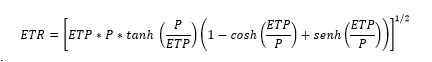 ETR = [ETP * P * tanh (P/ETP) (1 − cosh (ETP/P) + senh (ETP/P))]^1/2
.